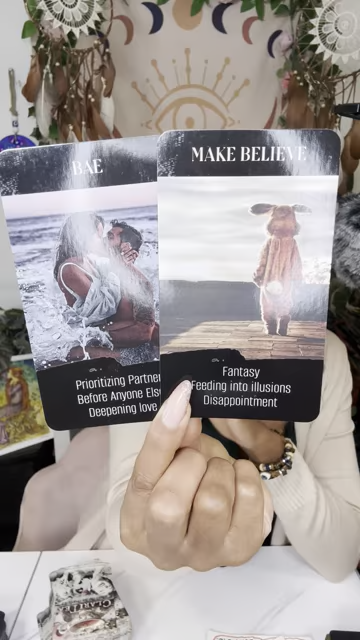 BAE
Prioritizing Partner
Before Anyone Else
Deepening love
MAKE BELIEVE
Fantasy
Feeding into illusions
Disappointment